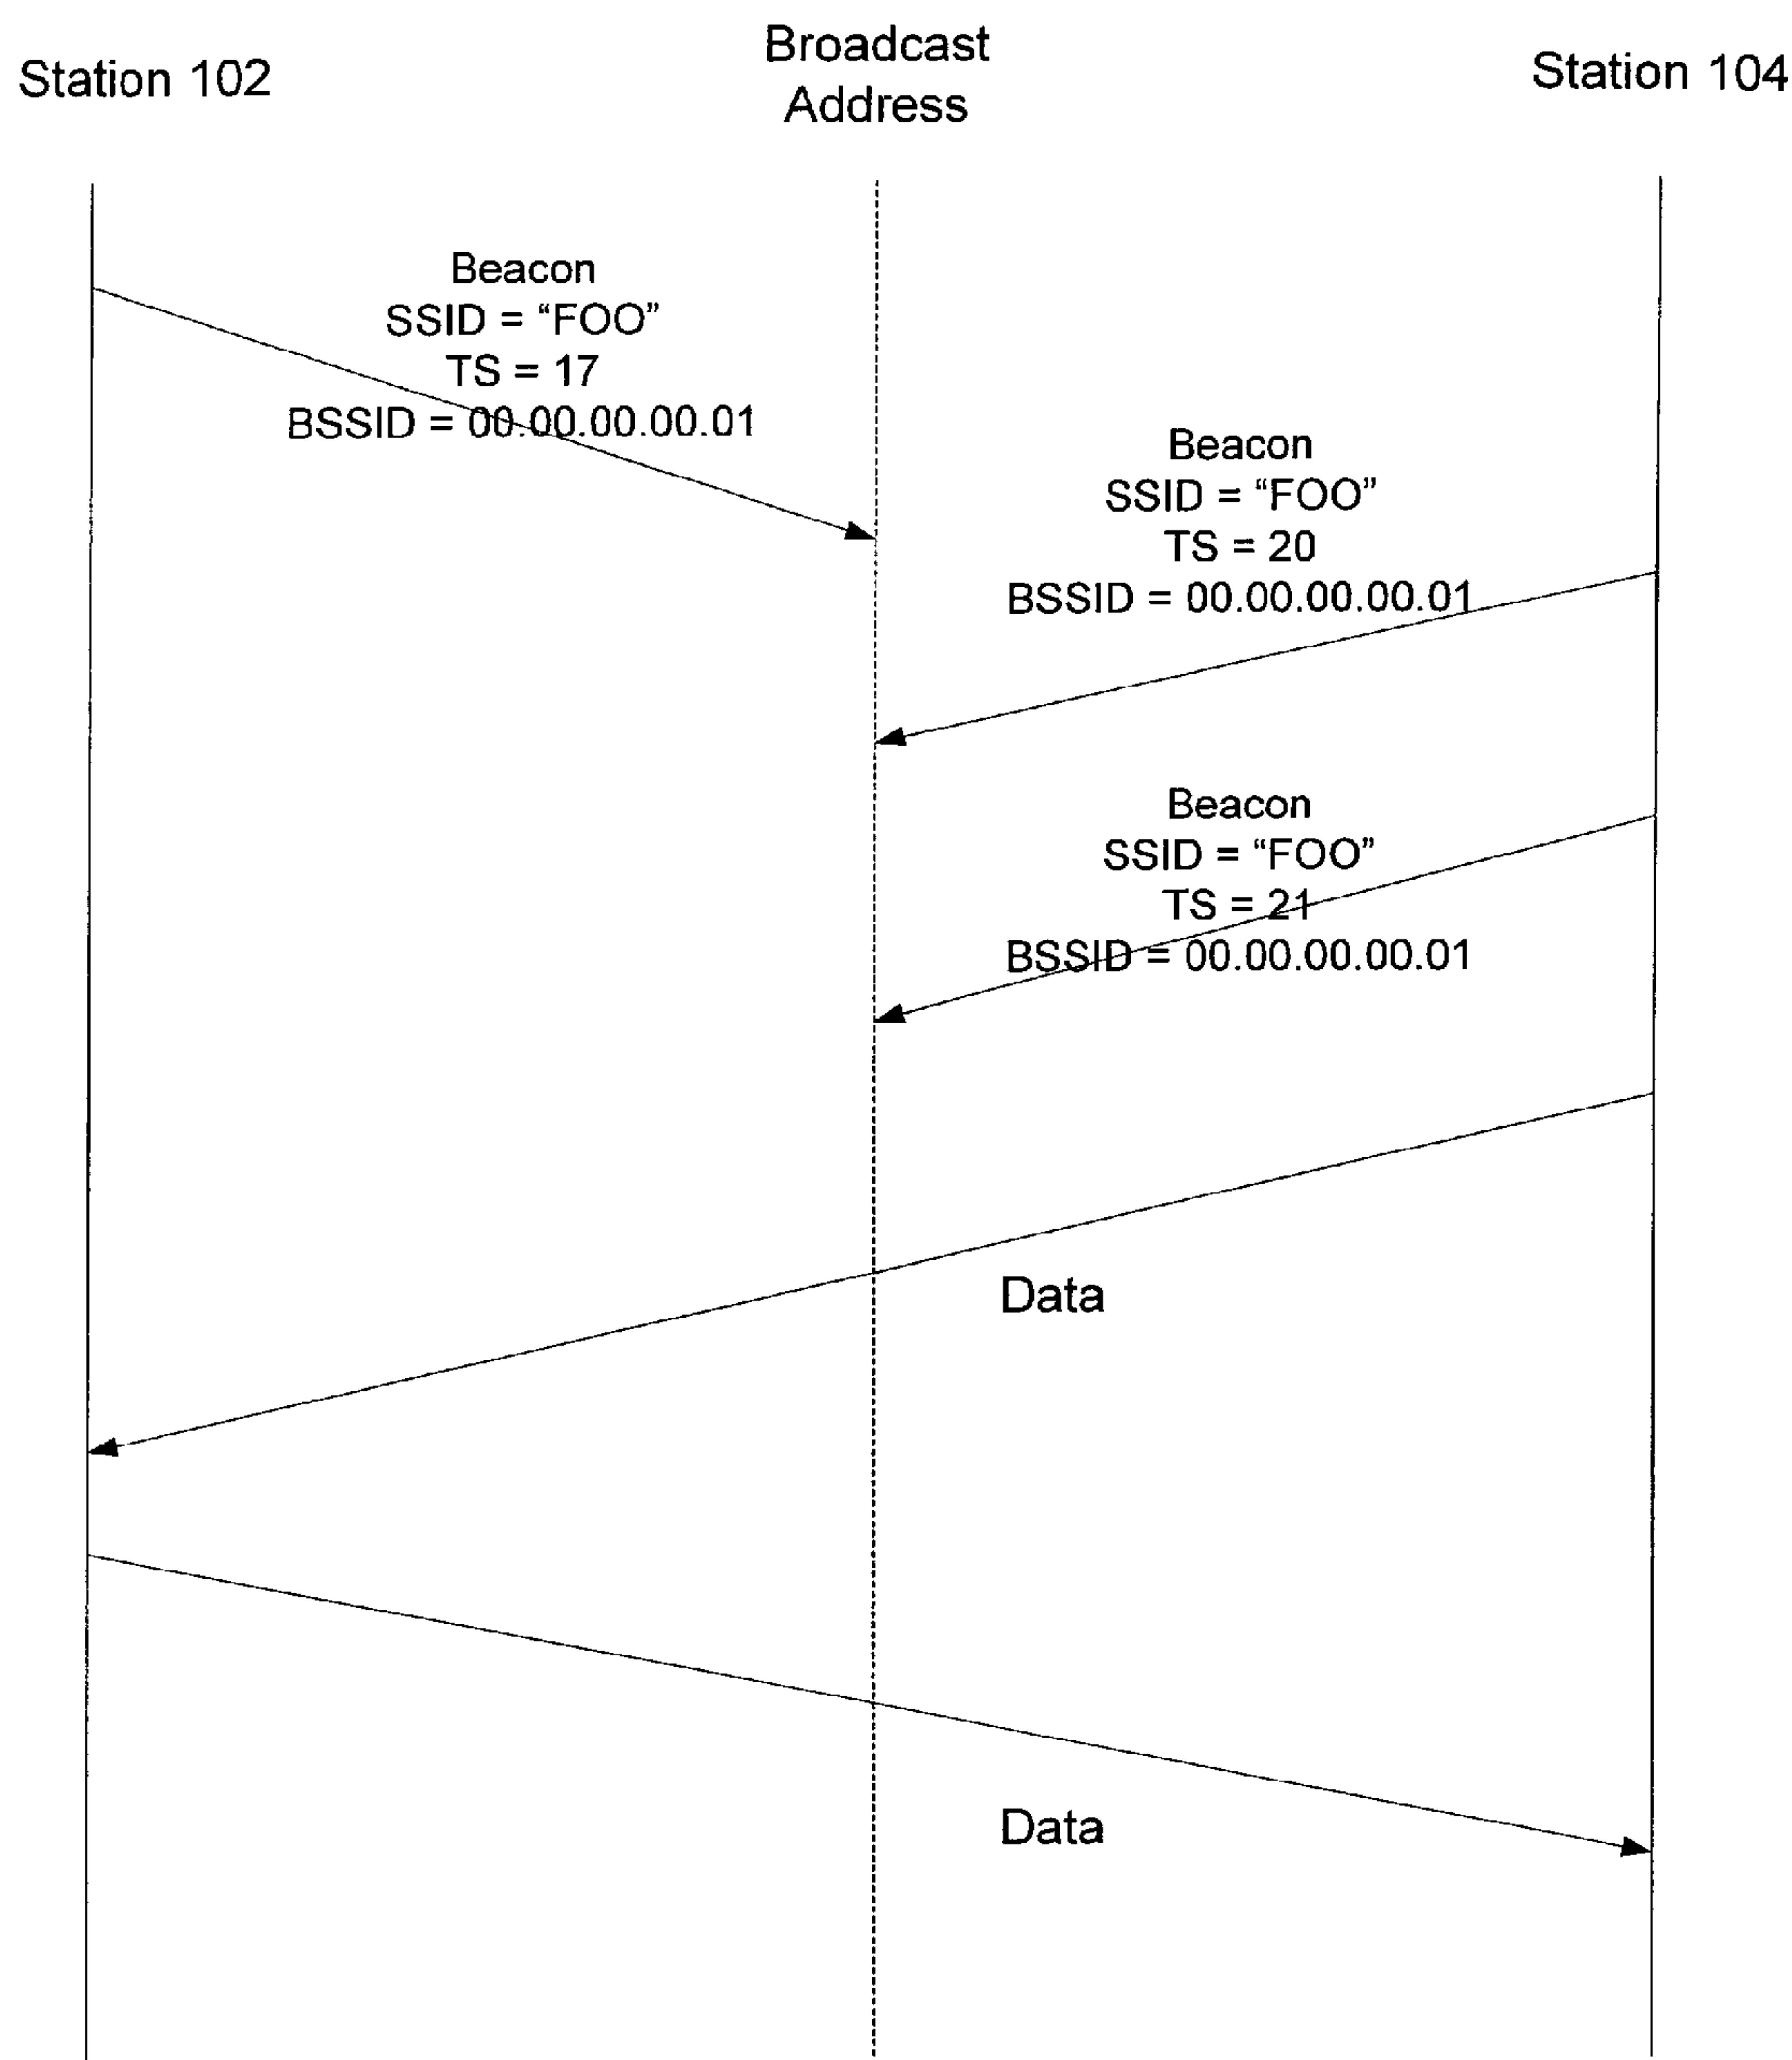 Station 102
Broadcast
Address
Station 104
Beacon
SSID = “FOO”
TS = 17
BSSID = 00.00.00.00.01
Beacon
SSID = “FOO”
TS = 20
BSSID = 00.00.00.00.01
Beacon
SSID = “FOO”
TS = 21
BSSID = 00.00.00.00.01
Data
Data